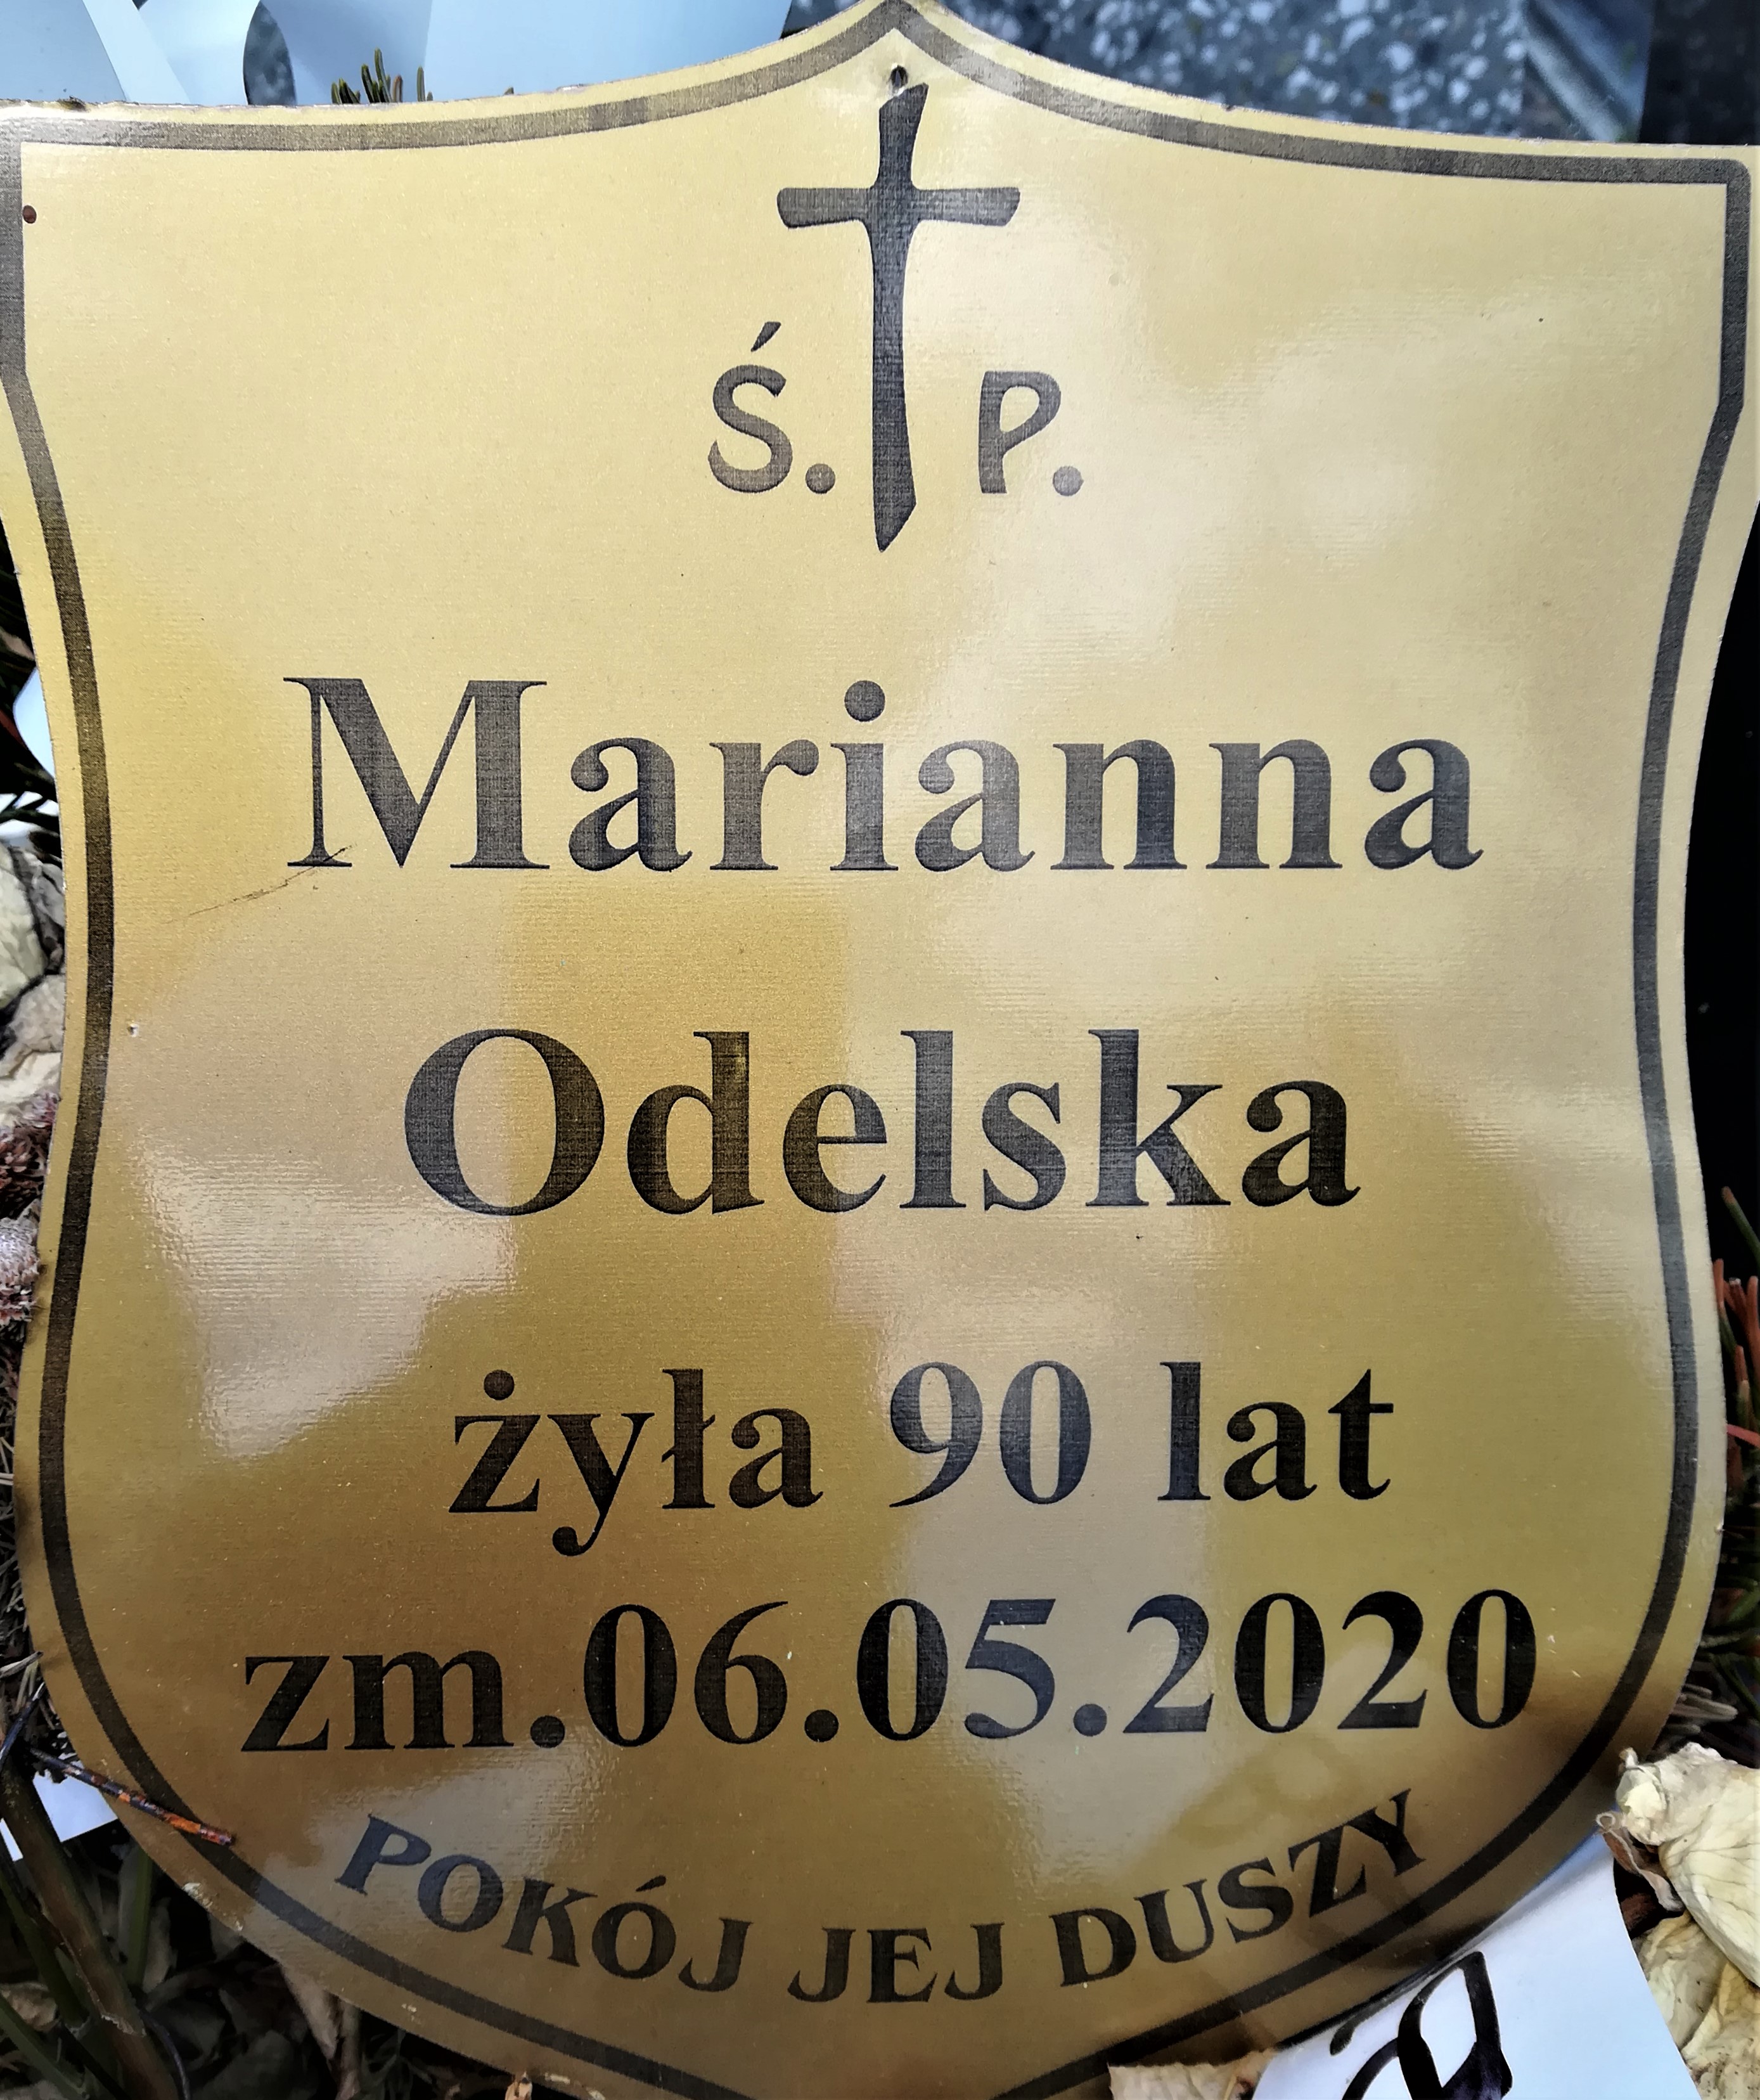 Ś. P.
Marianna
Odelska
żyła 90 lat
zm.06.05.2020
POKÓJ JEJ DUSZY